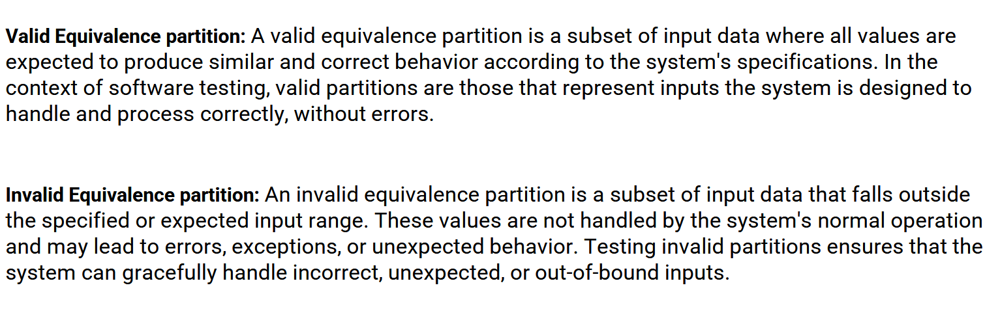 Valid Equivalence partition: A valid equivalence partition is a subset of input data where all values are
expected to produce similar and correct behavior according to the system's specifications. In the
context of software testing, valid partitions are those that represent inputs the system is designed to
handle and process correctly, without errors.
Invalid Equivalence partition: An invalid equivalence partition is a subset of input data that falls outside
the specified or expected input range. These values are not handled by the system's normal operation
and may lead to errors, exceptions, or unexpected behavior. Testing invalid partitions ensures that the
system can gracefully handle incorrect, unexpected, or out-of-bound inputs.